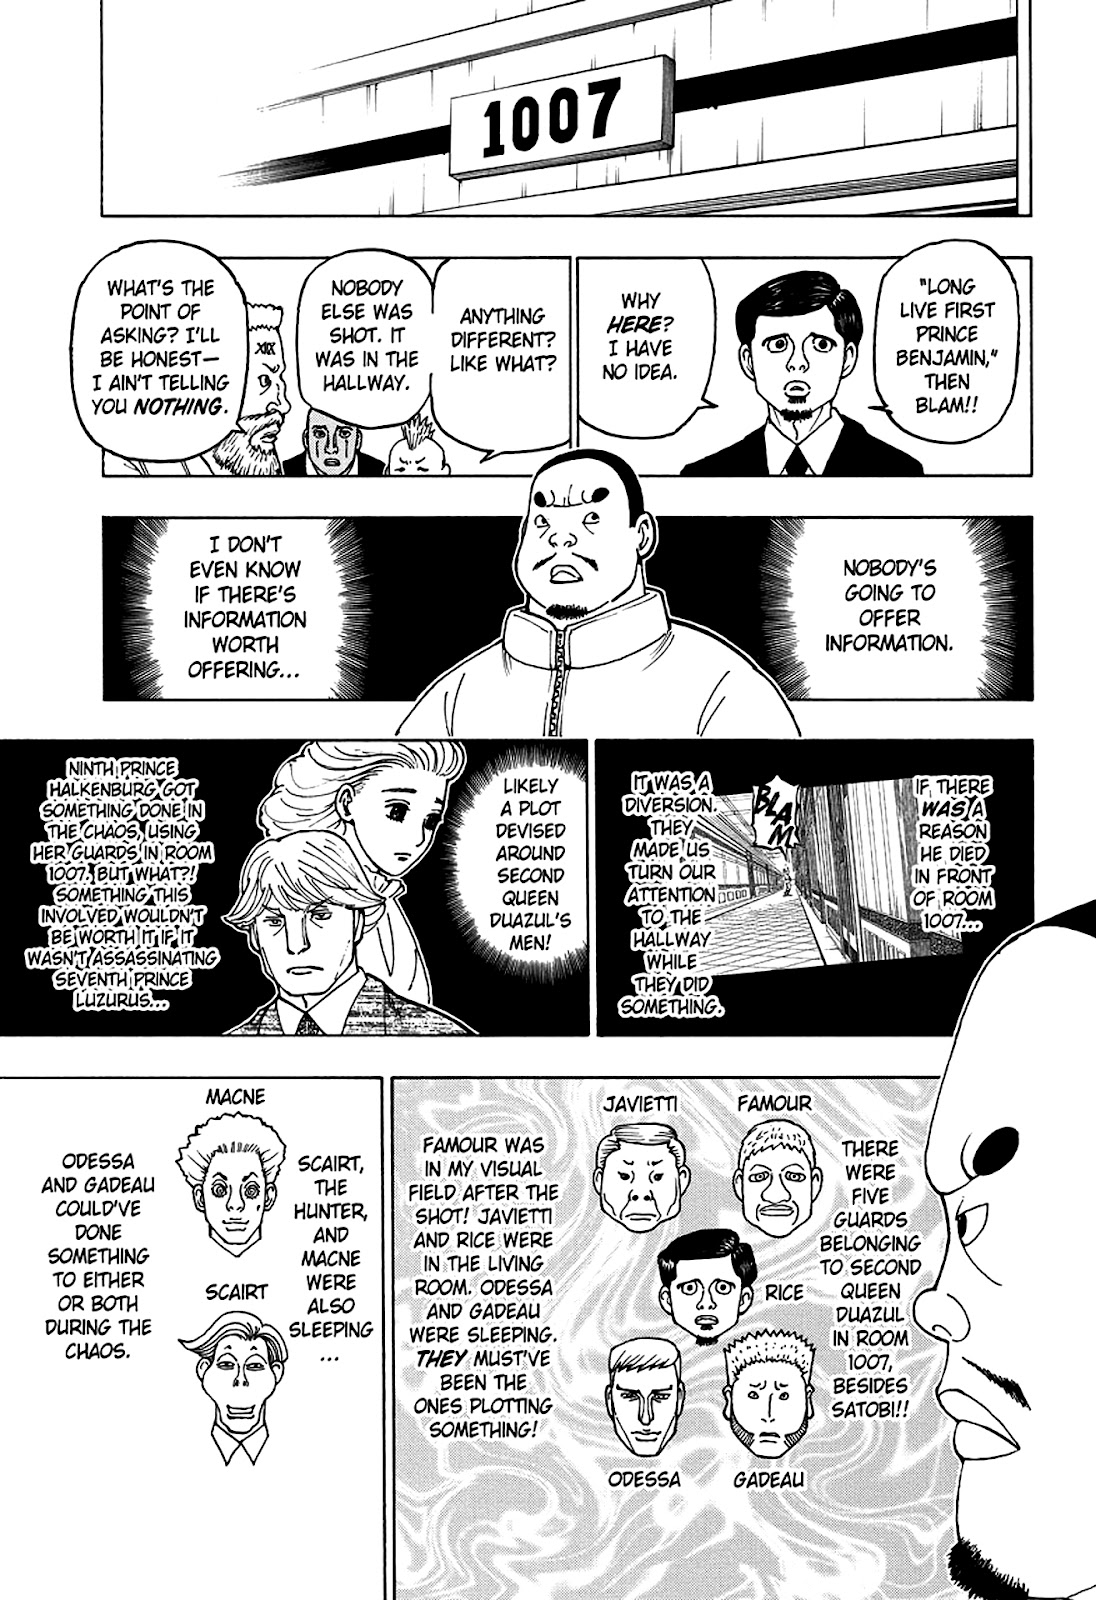 1007
"LONG
LIVE FIRST
PRINCE
BENJAMIN,"
THEN
BLAM!!
WHY
HERE?
I HAVE
NO IDEA.
ANYTHING
DIFFERENT?
LIKE WHAT?
NOBODY
ELSE WAS
SHOT. IT
WAS IN THE
HALLWAY.
WHAT'S THE
POINT OF
ASKING? I'LL
BE HONEST—
I AIN'T TELLING
YOU NOTHING.
XIX
NOBODY'S
GOING TO
OFFER
INFORMATION.
I DON'T
EVEN KNOW
IF THERE'S
INFORMATION
WORTH
OFFERING...
IF THERE
WAS A
REASON
HE DIED
IN FRONT
OF ROOM
1007...
BLAM
IT WAS A
DIVERSION.
THEY
MADE US
TURN OUR
ATTENTION
TO THE
HALLWAY
WHILE
THEY DID
SOMETHING.
LIKELY
A PLOT
DEVISED
AROUND
SECOND
QUEEN
DUAZUL'S
MEN!
NINTH PRINCE
HALKENBURG GOT
SOMETHING DONE IN
THE CHAOS, USING
HER GUARDS IN ROOM
1007. BUT WHAT?!
SOMETHING THIS
INVOLVED WOULDN'T
BE WORTH IT IF IT
WASN'T ASSASSINATING
SEVENTH PRINCE
LUZURUS...
THERE
WERE
FIVE
GUARDS
BELONGING
TO SECOND
QUEEN
DUAZUL
IN ROOM
1007,
BESIDES
SATOBI!!
FAMOUR
JAVIETTI
RICE
GADEAU
ODESSA
FAMOUR WAS
IN MY VISUAL
FIELD AFTER THE
SHOT! JAVIETTI
AND RICE WERE
IN THE LIVING
ROOM. ODESSA
AND GADEAU
WERE SLEEPING.
THEY MUST'VE
BEEN THE
ONES PLOTTING
SOMETHING!
SCAIRT,
THE
HUNTER,
AND
MACNE
WERE
ALSO
SLEEPING
...
MACNE
SCAIRT
ODESSA
AND GADEAU
COULD'VE
DONE
SOMETHING
TO EITHER
OR BOTH
DURING THE
CHAOS.